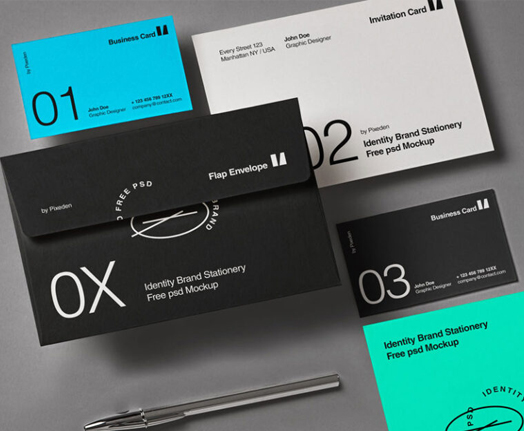 Business Card
by Pixeden
01
John Doe
Graphic Designer
+ 123 456 789 12XX
company@contact.com
Invitation Card
Every Street 123
Manhattan NY / USA
John Doe
Graphic Designer
02
by Pixeden
Identity Brand Stationery
Free psd Mockup
Flap Envelope
by Pixeden
FREE PSD
BRAND
0X
Identity Brand Stationery
Free psd Mockup
Business Card
by Pixeden
03
John Doe
Graphic Designer
+ 123 456 789 12XX
company@contact.com
Identity Brand Stationery
Free psd Mockup
IDENTITY
PSD